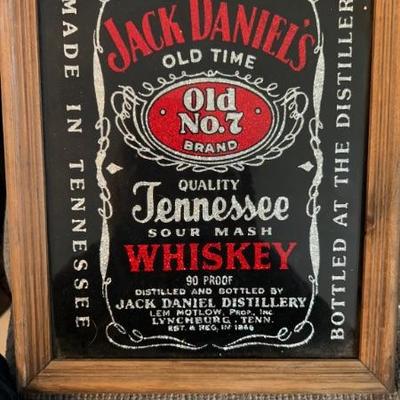 JACK DANIEL'S
OLD TIME
Old
No.7
BRAND
QUALITY
Tennessee
SOUR MASH
WHISKEY
90 PROOF
DISTILLED AND BOTTLED BY
JACK DANIEL DISTILLERY
LEM MOTLOW, PROP., INC.
LYNCHBURG, TENN.
EST. & REG. IN 1866
MADE IN TENNESSEE
BOTTLED AT THE DISTILLER